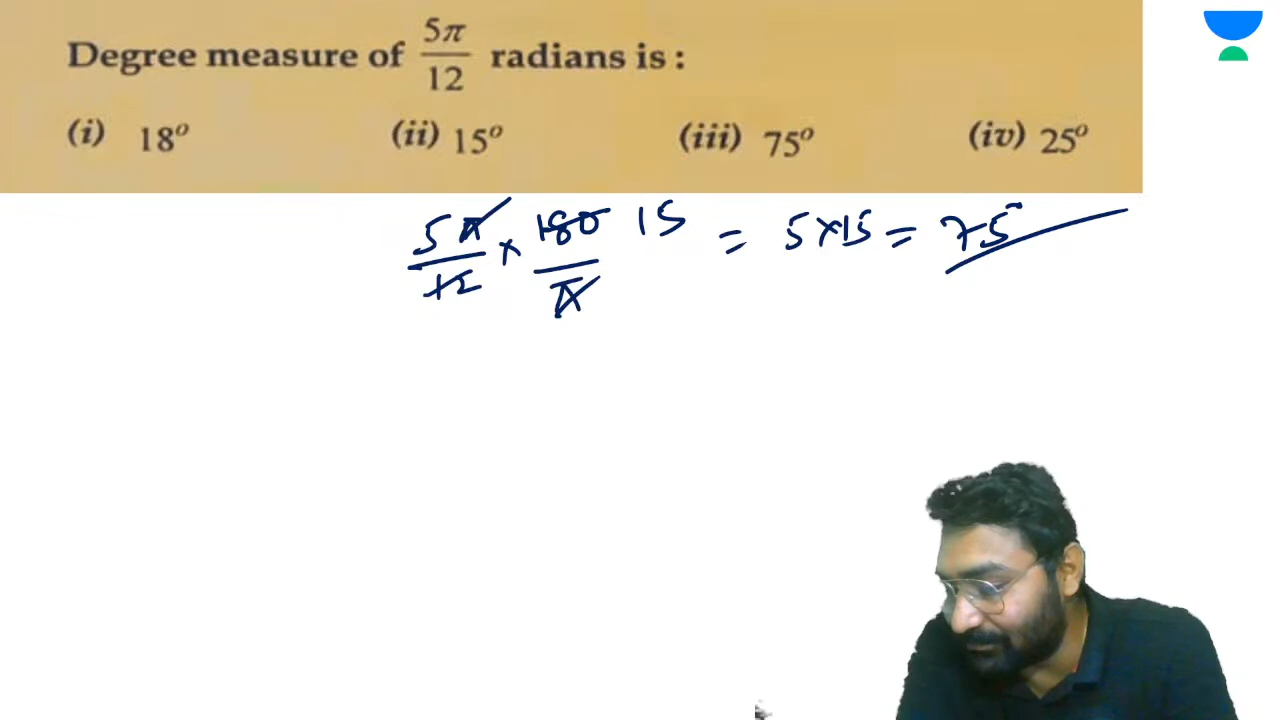 Degree measure of 5π/12 radians is :
(i) 18° (ii) 15° (iii) 75° (iv) 25°
5π/12 × 180/π 15 = 5×15 = 75°